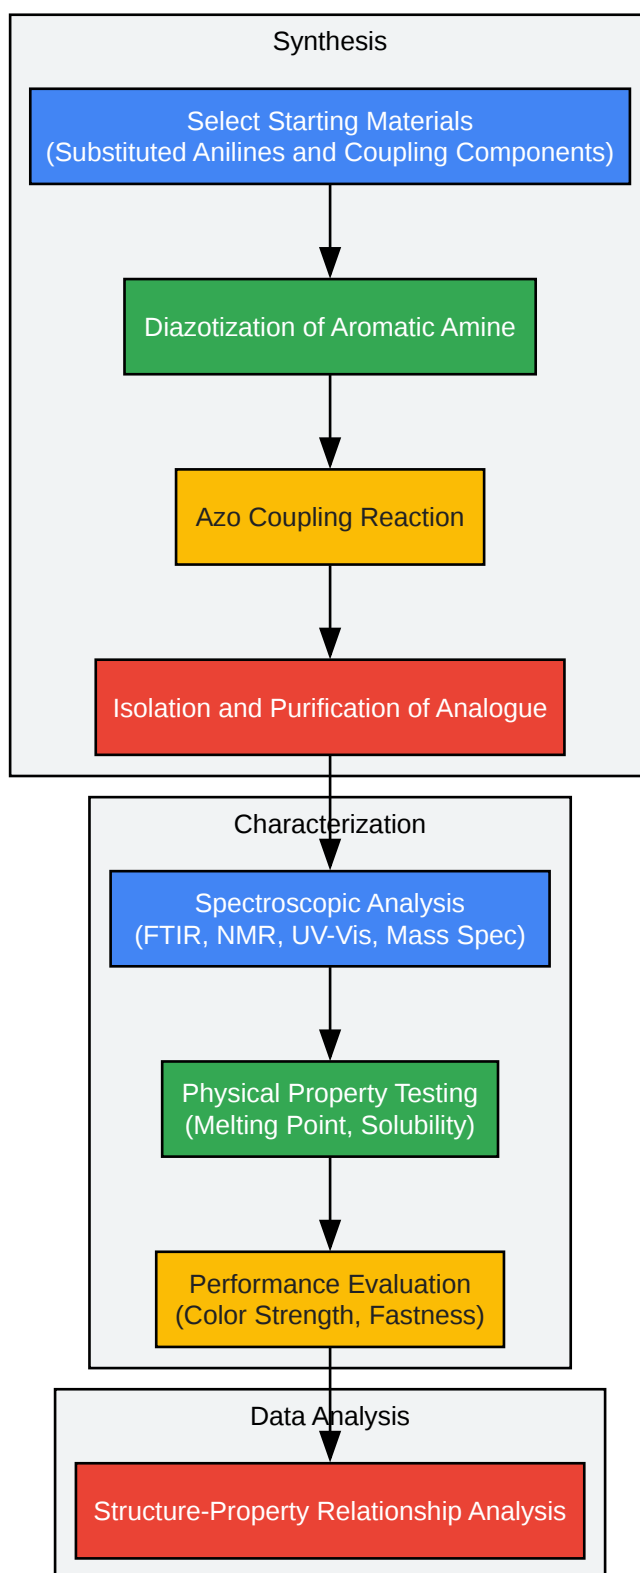 Synthesis
Select Starting Materials
(Substituted Anilines and Coupling Components)
Diazotization of Aromatic Amine
Azo Coupling Reaction
Isolation and Purification of Analogue
Characterization
Spectroscopic Analysis
(FTIR, NMR, UV-Vis, Mass Spec)
Physical Property Testing
(Melting Point, Solubility)
Performance Evaluation
(Color Strength, Fastness)
Data Analysis
Structure-Property Relationship Analysis